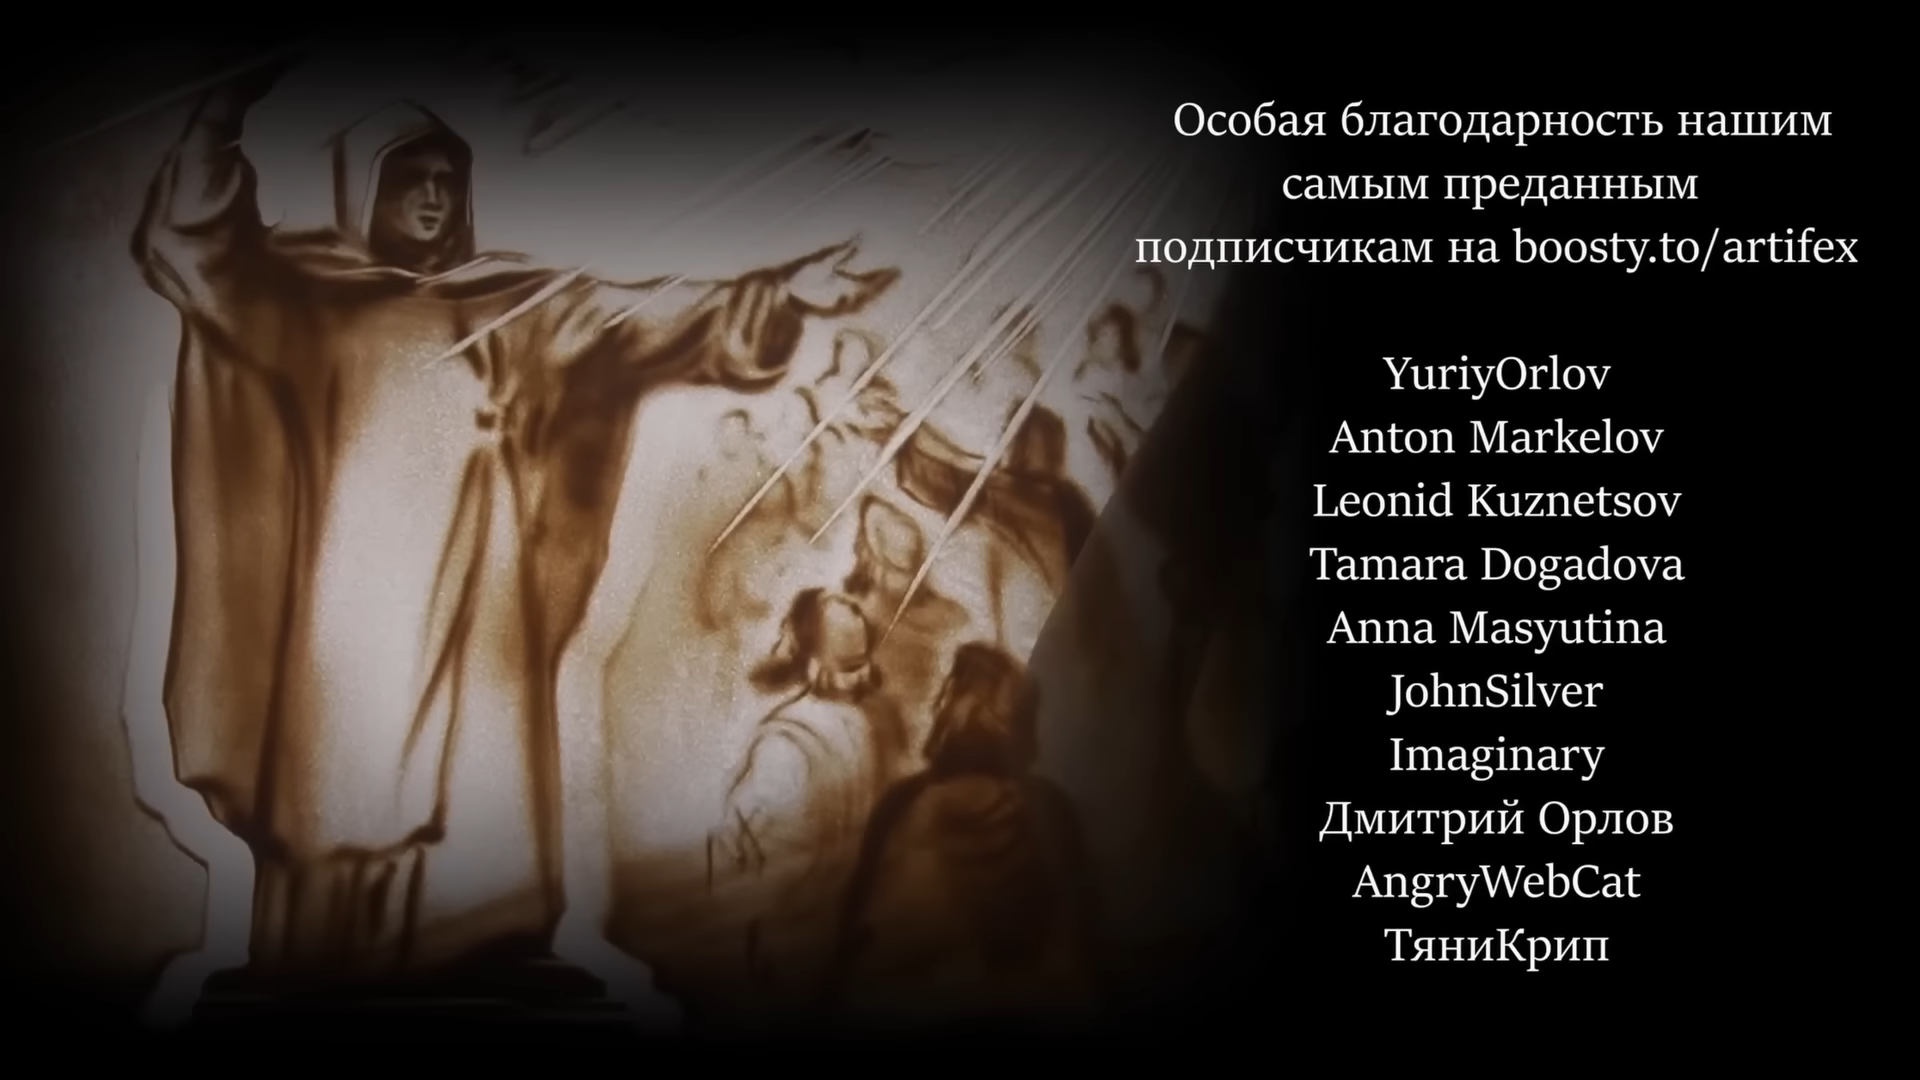 Особая благодарность нашим
самым преданным
подписчикам на boosty.to/artifex
YuriyOrlov
Anton Markelov
Leonid Kuznetsov
Tamara Dogadova
Anna Masyutina
JohnSilver
Imaginary
Дмитрий Орлов
AngryWebCat
ТяниКрип